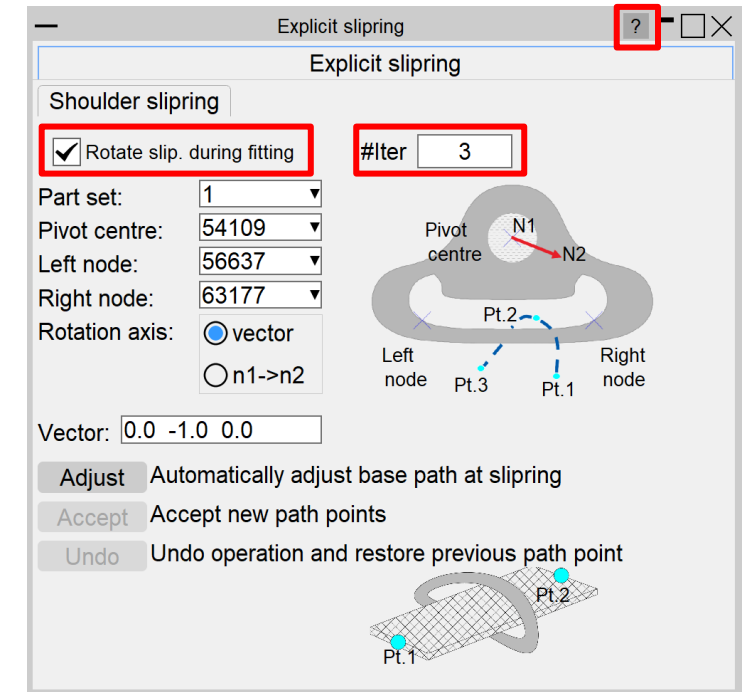 Explicit slipring
?
Explicit slipring
Shoulder slipring
Rotate slip. during fitting
#Iter 3
Part set: 1
Pivot centre: 54109
Left node: 56637
Right node: 63177
Rotation axis: vector
n1->n2
Pivot centre
N1
N2
Pt.2
Left node
Pt.3
Pt.1
Right node
Vector: 0.0 -1.0 0.0
Adjust Automatically adjust base path at slipring
Accept Accept new path points
Undo Undo operation and restore previous path point
Pt.2
Pt.1